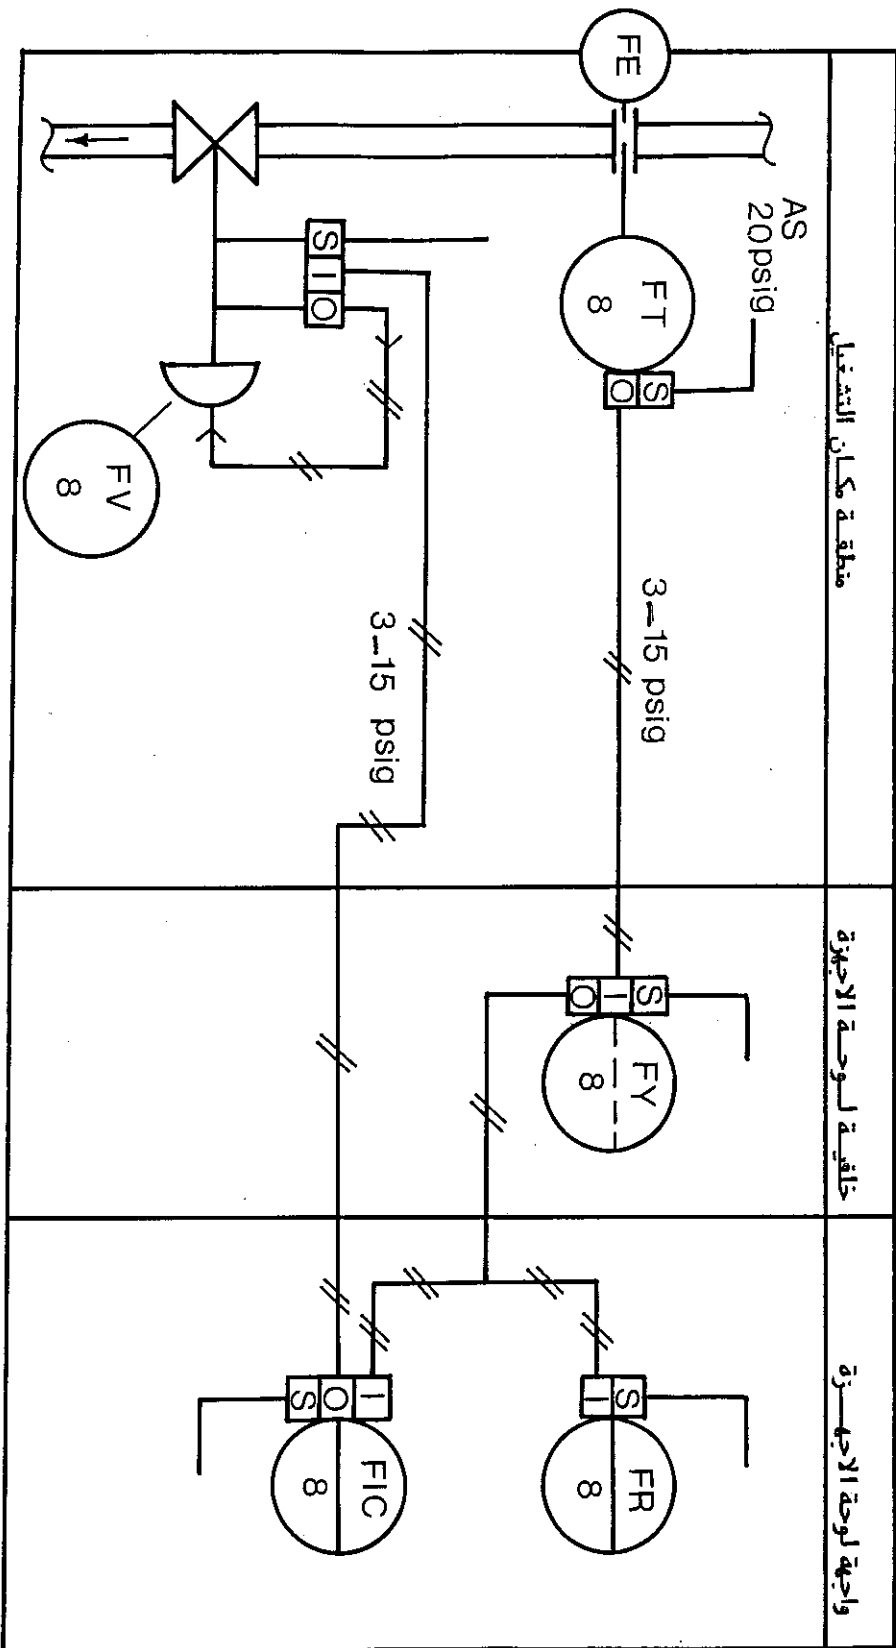 منطقة مكان التشغيل
خلفية لوحة الاجهزة
واجهة لوحة الاجهزة
FE
AS
20psig
FT
8
S
O
3–15 psig
S
I
O
FV
8
3–15 psig
S
I
O
FY
8
S
I
FR
8
I
O
S
FIC
8